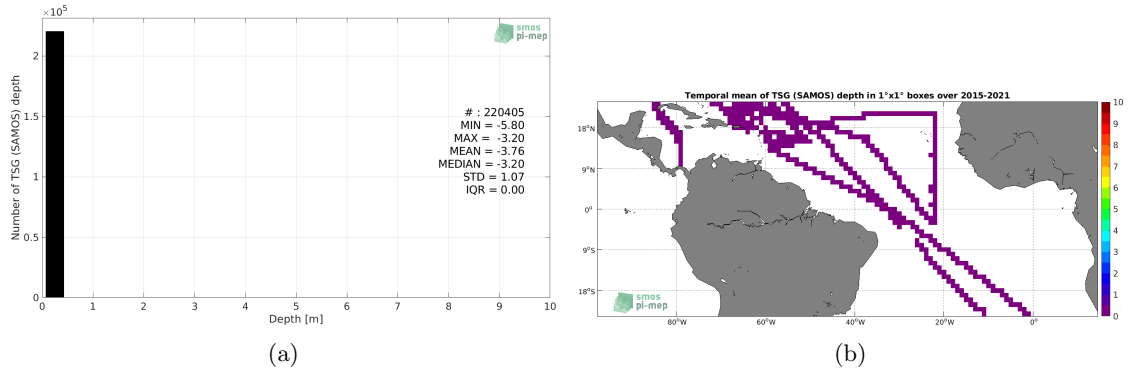 ×10⁵
smos
pi-mep
2
1.5
1
0.5
0
Number of TSG (SAMOS) depth
# : 220405
MIN = -5.80
MAX = -3.20
MEAN = -3.76
MEDIAN = -3.20
STD = 1.07
IQR = 0.00
0 1 2 3 4 5 6 7 8 9 10
Depth [m]
(a)
Temporal mean of TSG (SAMOS) depth in 1°x1° boxes over 2015-2021
18°N
9°N
0°
9°S
18°S
80°W 60°W 40°W 20°W 0°
smos
pi-mep
10
9
8
7
6
5
4
3
2
1
0
(b)